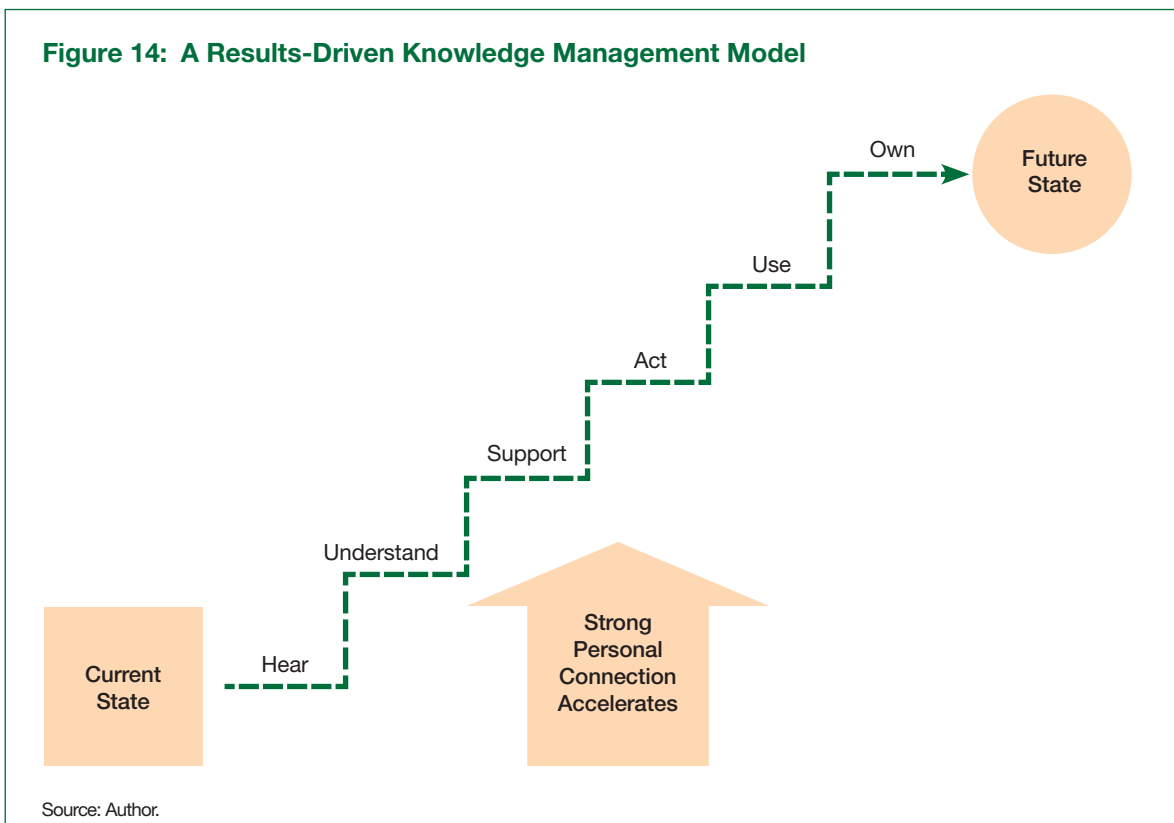 Figure 14: A Results-Driven Knowledge Management Model
Own
Future
State
Use
Act
Support
Understand
Strong
Personal
Connection
Accelerates
Hear
Current
State
Source: Author.